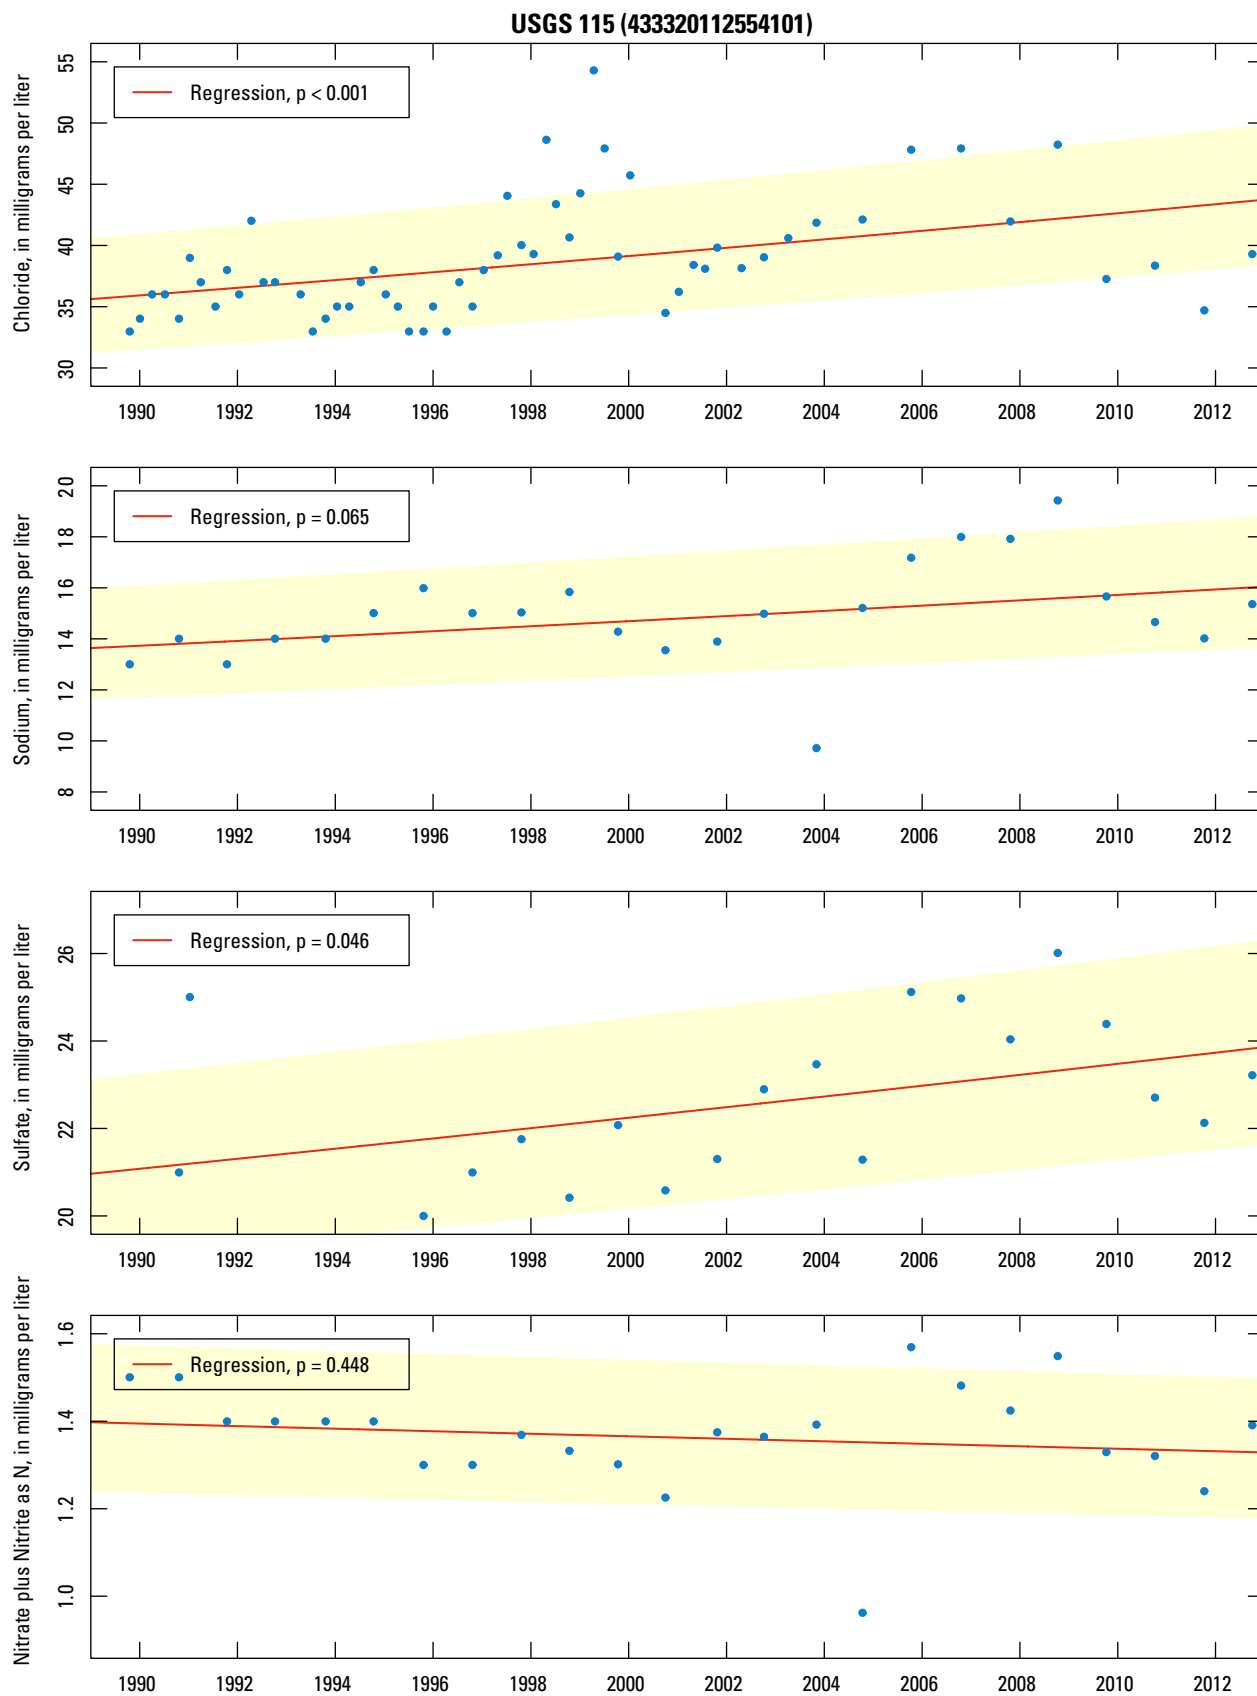 USGS 115 (433320112554101)
Chloride, in milligrams per liter
55
50
45
40
35
30
Regression, p < 0.001
1990 1992 1994 1996 1998 2000 2002 2004 2006 2008 2010 2012
Sodium, in milligrams per liter
20
18
16
14
12
10
8
Regression, p = 0.065
1990 1992 1994 1996 1998 2000 2002 2004 2006 2008 2010 2012
Sulfate, in milligrams per liter
26
24
22
20
Regression, p = 0.046
1990 1992 1994 1996 1998 2000 2002 2004 2006 2008 2010 2012
Nitrate plus Nitrite as N, in milligrams per liter
1.6
1.4
1.2
1.0
Regression, p = 0.448
1990 1992 1994 1996 1998 2000 2002 2004 2006 2008 2010 2012